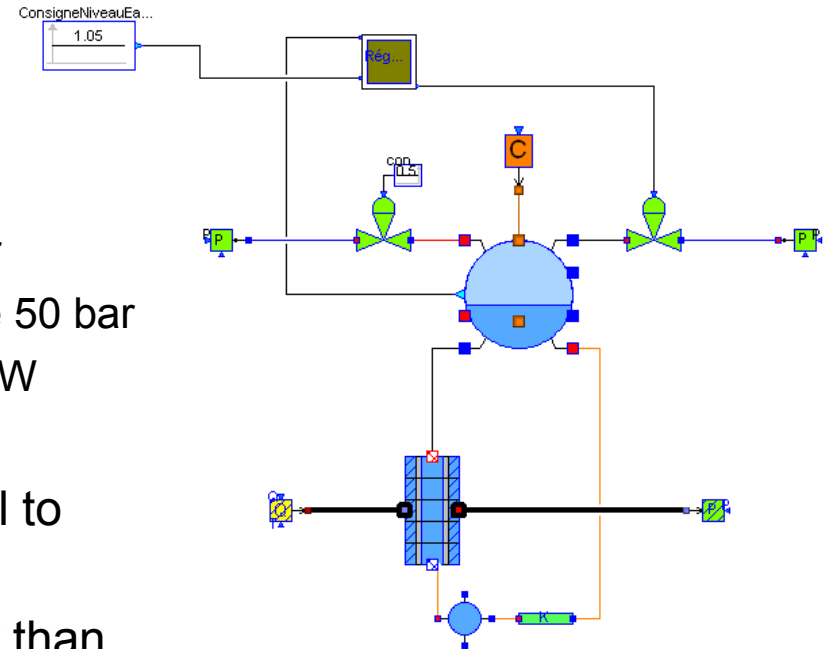 ConsigneNiveauEa...
1.05
Rég...
C
con
0.5
P
P
50 bar
W
l to
Q
P
than
K